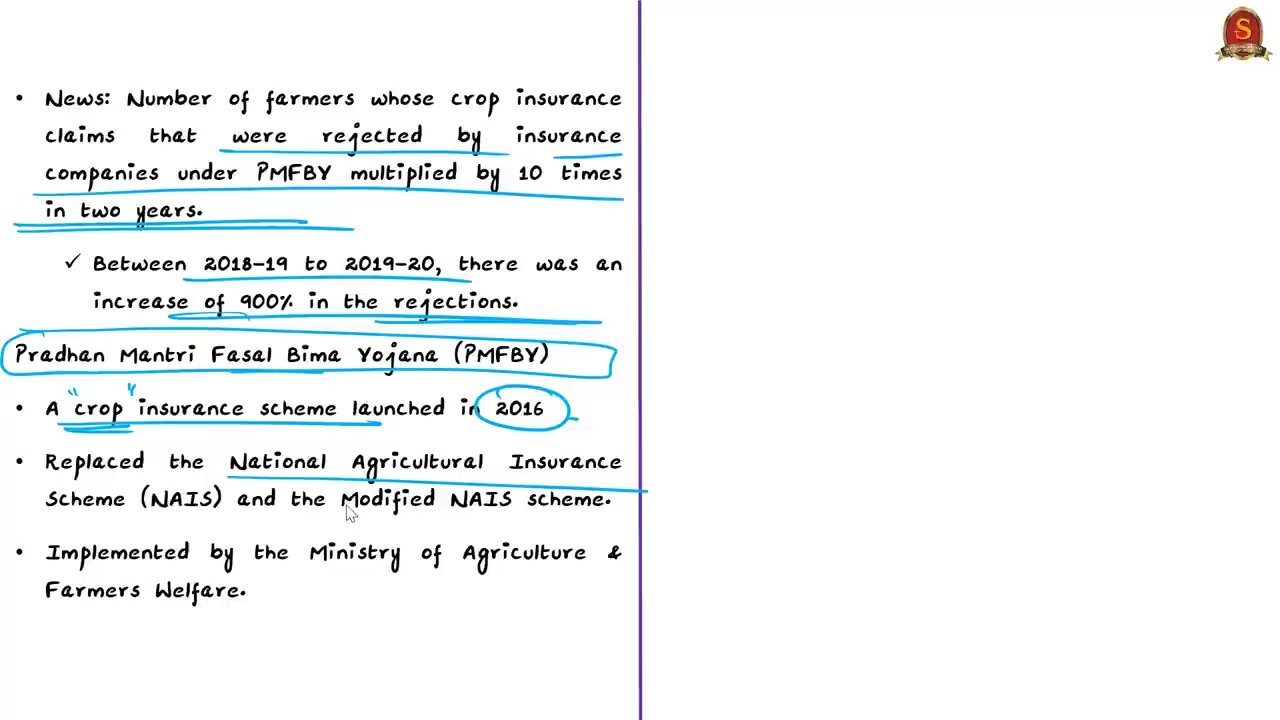 • News: Number of farmers whose crop insurance
claims that were rejected by insurance
companies under PMFBY multiplied by 10 times
in two years.
✓ Between 2018-19 to 2019-20, there was an
increase of 900% in the rejections.
Pradhan Mantri Fasal Bima Yojana (PMFBY)
• A "crop" insurance scheme launched in 2016
• Replaced the National Agricultural Insurance
Scheme (NAIS) and the Modified NAIS scheme.
• Implemented by the Ministry of Agriculture &
Farmers Welfare.
S